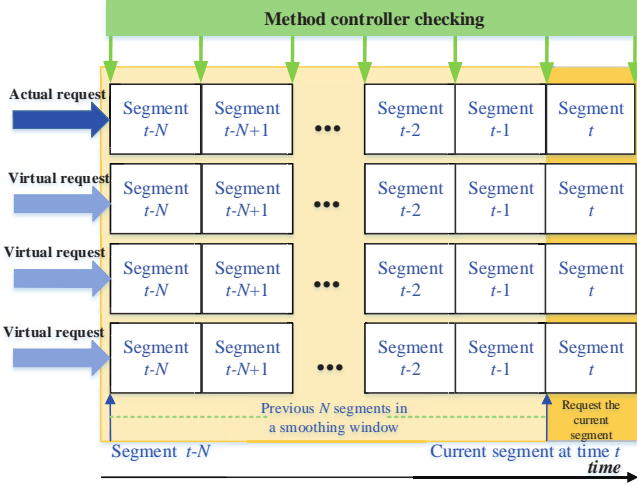 Method controller checking
Actual request
Segment Segment Segment Segment Segment
t-N t-N+1 ... t-2 t-1 t
Virtual request
Segment Segment Segment Segment Segment
t-N t-N+1 ... t-2 t-1 t
Virtual request
Segment Segment Segment Segment Segment
t-N t-N+1 ... t-2 t-1 t
Virtual request
Segment Segment Segment Segment Segment
t-N t-N+1 ... t-2 t-1 t
Previous N segments in
a smoothing window
Request the
current
segment
Segment t-N
Current segment at time t
time